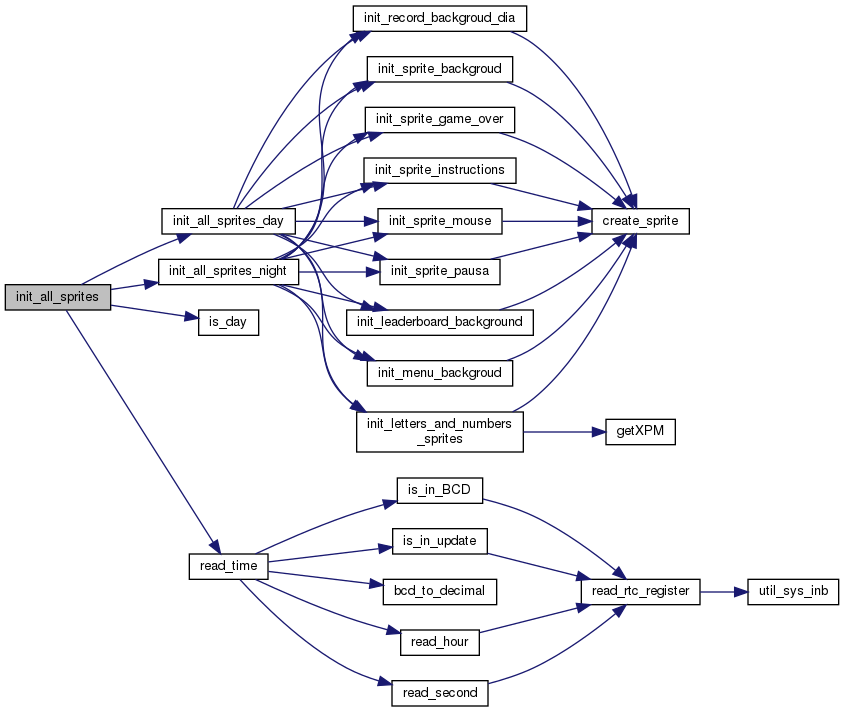 init_record_backgroud_dia
init_sprite_backgroud
init_sprite_game_over
init_sprite_instructions
init_all_sprites_day
init_sprite_mouse
create_sprite
init_all_sprites_night
init_sprite_pausa
init_all_sprites
is_day
init_leaderboard_background
init_menu_backgroud
init_letters_and_numbers
_sprites
getXPM
is_in_BCD
is_in_update
read_time
bcd_to_decimal
read_rtc_register
util_sys_inb
read_hour
read_second